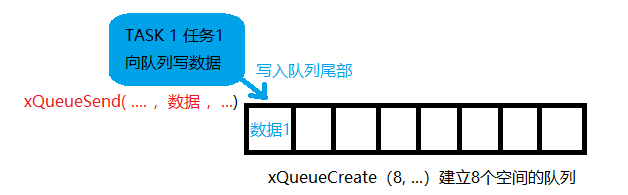 TASK 1 任务1
向队列写数据
写入队列尾部
xQueueSend( .... ，数据 ，...)
数据1
xQueueCreate（8, ...）建立8个空间的队列